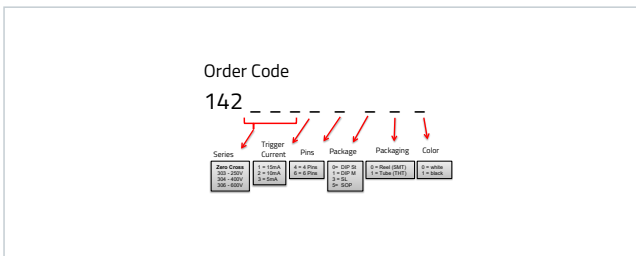 Order Code
142 _ _ _ _ _ _ _ _
Series
Trigger
Current
Pins
Package
Packaging
Color
Zero Cross
303 - 250V
304 - 400V
306 - 600V
1 = 15mA
2 = 10mA
3 = 5mA
4 = 4 Pins
6 = 6 Pins
0= DIP St
1 = DIP M
3 = SL
5= SOP
0 = Reel (SMT)
1 = Tube (THT)
0 = white
1 = black